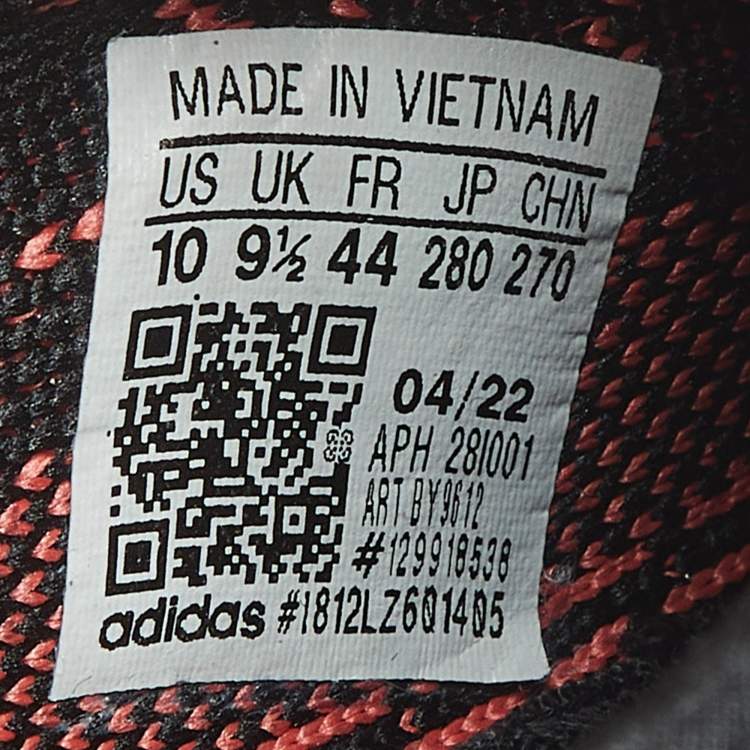 MADE IN VIETNAM
US UK FR JP CHN
10 9½ 44 280 270
04/22
APH 28I001
ART BY9612
#129918538
adidas #1812LZ6Q14Q5